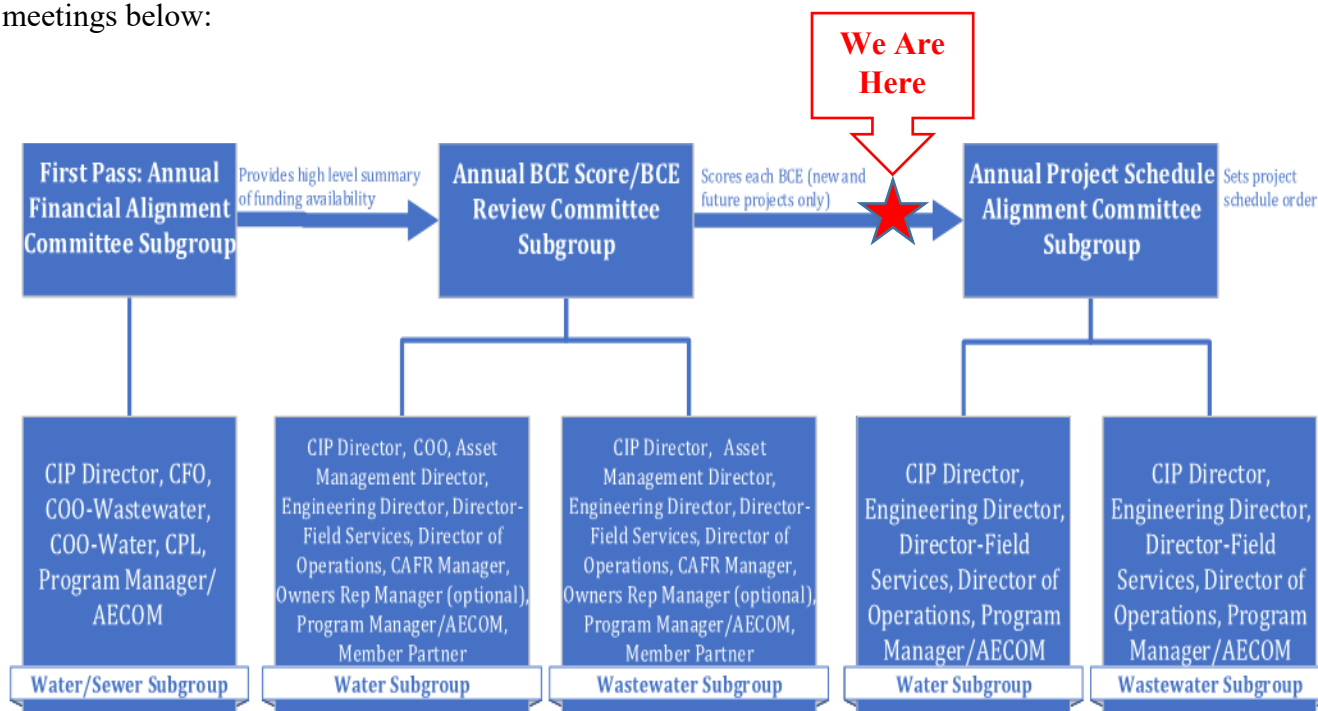 meetings below:
We Are
Here
First Pass: Annual
Financial Alignment
Committee Subgroup
Provides high level summary
of funding availability
Annual BCE Score/BCE
Review Committee
Subgroup
Scores each BCE (new and
future projects only)
Annual Project Schedule
Alignment Committee
Subgroup
Sets project
schedule order
CIP Director, CFO,
COO-Wastewater,
COO-Water, CPL,
Program Manager/
AECOM
Water/Sewer Subgroup
CIP Director, COO, Asset
Management Director,
Engineering Director, Director-
Field Services, Director of
Operations, CAFR Manager,
Owners Rep Manager (optional),
Program Manager/AECOM,
Member Partner
Water Subgroup
CIP Director, Asset
Management Director,
Engineering Director, Director-
Field Services, Director of
Operations, CAFR Manager,
Owners Rep Manager (optional),
Program Manager/AECOM,
Member Partner
Wastewater Subgroup
CIP Director,
Engineering Director,
Director-Field
Services, Director of
Operations, Program
Manager/AECOM
Water Subgroup
CIP Director,
Engineering Director,
Director-Field
Services, Director of
Operations, Program
Manager/AECOM
Wastewater Subgroup